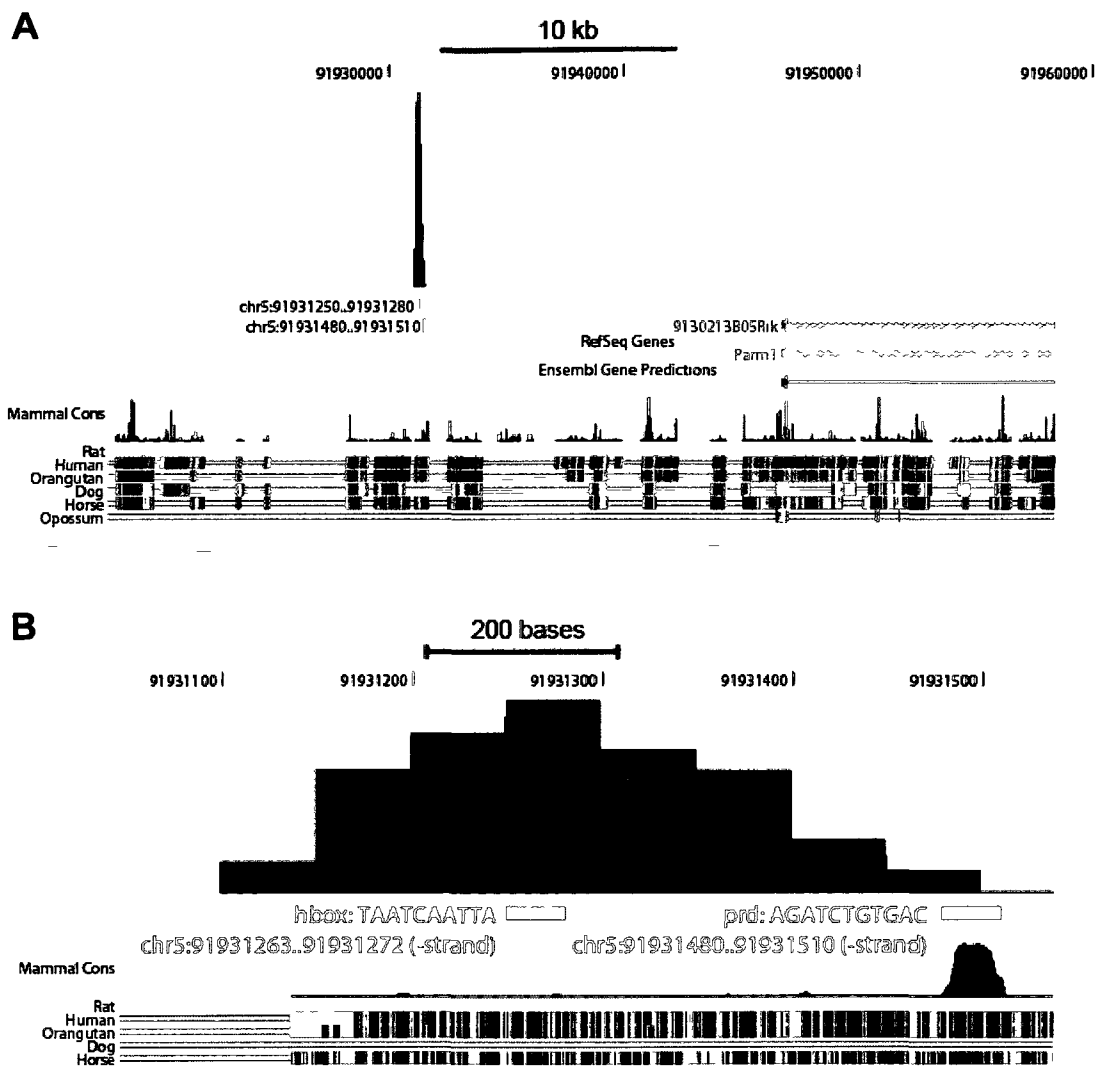 A
10 kb
91930000
91940000
91950000
91960000
chr5:91931250..91931280
chr5:91931480..91931510
9130213B05Rik
RefSeq Genes
Parm1
Ensembl Gene Predictions
Mammal Cons
Rat
Human
Orangutan
Dog
Horse
Opossum
B
200 bases
91931100
91931200
91931300
91931400
91931500
hbox: TAATCAATTA
prd: AGATCTGTGAC
chr5:91931263..91931272 (-strand)
chr5:91931480..91931510 (-strand)
Mammal Cons
Rat
Human
Orangutan
Dog
Horse